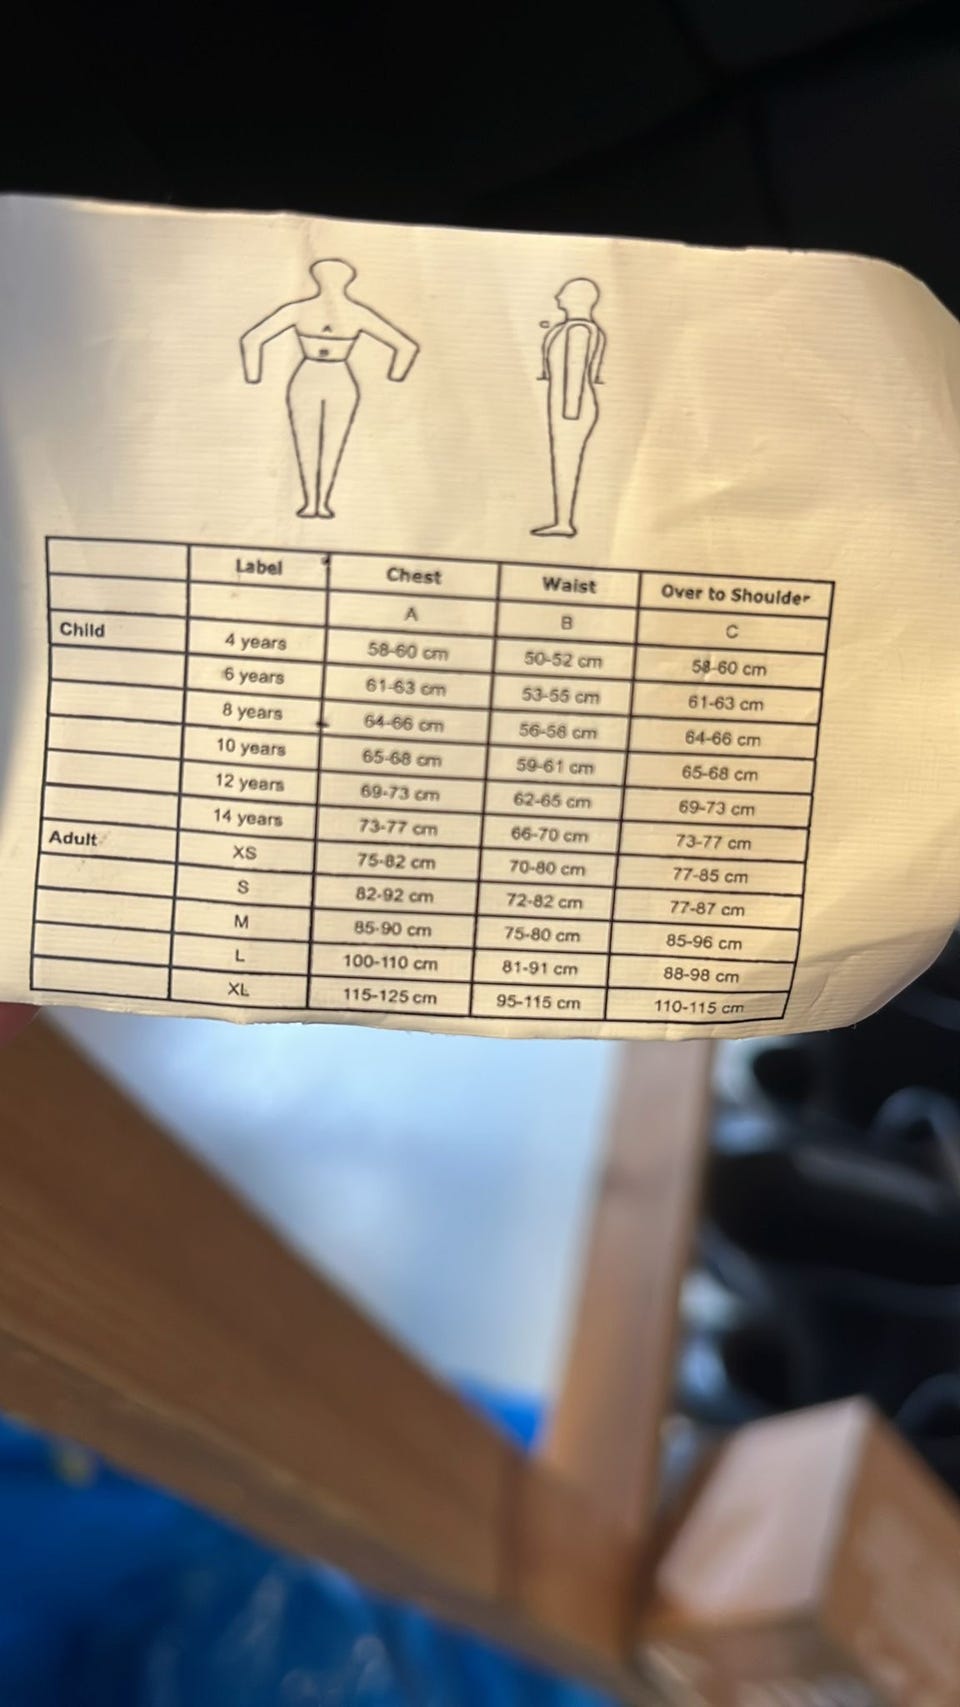 A
B
C
Label Chest Waist Over to Shoulder
A B C
Child 4 years 58-60 cm 50-52 cm 58-60 cm
6 years 61-63 cm 53-55 cm 61-63 cm
8 years 64-66 cm 56-58 cm 64-66 cm
10 years 65-68 cm 59-61 cm 65-68 cm
12 years 69-73 cm 62-65 cm 69-73 cm
14 years 73-77 cm 66-70 cm 73-77 cm
Adult XS 75-82 cm 70-80 cm 77-85 cm
S 82-92 cm 72-82 cm 77-87 cm
M 85-90 cm 75-80 cm 85-96 cm
L 100-110 cm 81-91 cm 88-98 cm
XL 115-125 cm 95-115 cm 110-115 cm